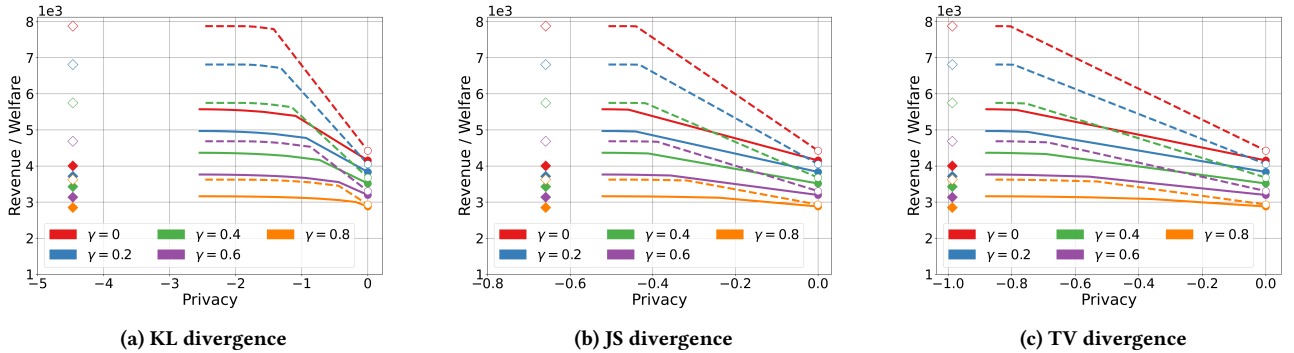 1e3
8
7
6
5
4
3
2
1
Revenue / Welfare
γ = 0
γ = 0.4
γ = 0.8
γ = 0.2
γ = 0.6
−5
−4
−3
−2
−1
0
Privacy
(a) KL divergence
1e3
8
7
6
5
4
3
2
1
Revenue / Welfare
γ = 0
γ = 0.4
γ = 0.8
γ = 0.2
γ = 0.6
−0.8
−0.6
−0.4
−0.2
0.0
Privacy
(b) JS divergence
1e3
8
7
6
5
4
3
2
1
Revenue / Welfare
γ = 0
γ = 0.4
γ = 0.8
γ = 0.2
γ = 0.6
−1.0
−0.8
−0.6
−0.4
−0.2
0.0
Privacy
(c) TV divergence